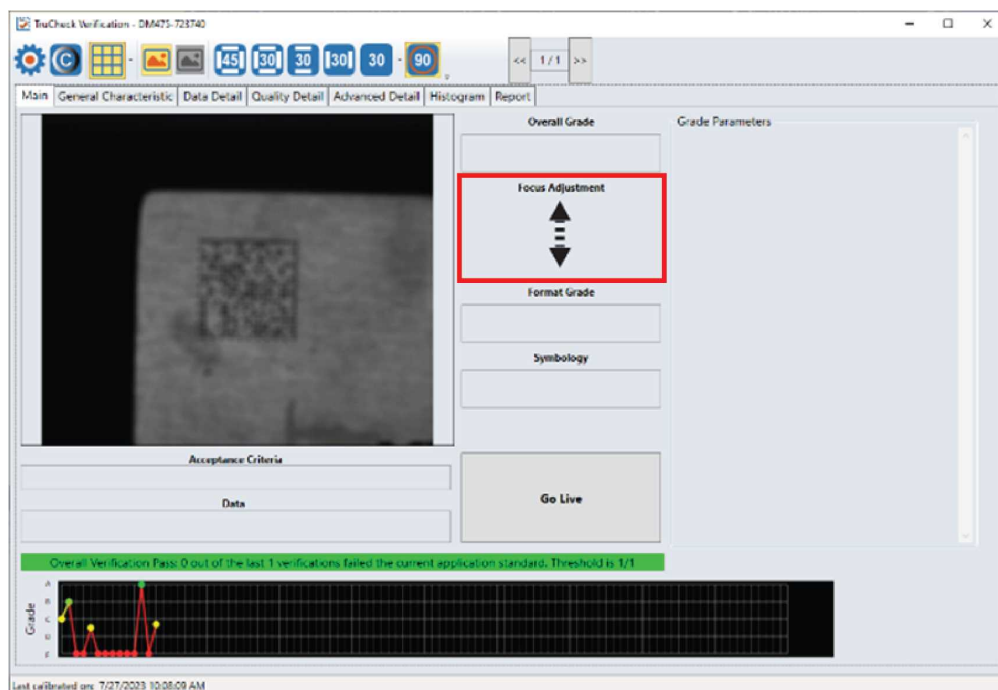 TruCheck Verification - DM475-723740
C 45 30 30 30 30 90 << 1/1 >>
Main General Characteristic Data Detail Quality Detail Advanced Detail Histogram Report
Overall Grade
Grade Parameters
Focus Adjustment
Format Grade
Symbology
Acceptance Criteria
Go Live
Data
Overall Verification Pass: 0 out of the last 1 verifications failed the current application standard. Threshold is 1/1
Grade
A
B
C
D
F
Last calibrated on: 7/27/2023 10:08:09 AM